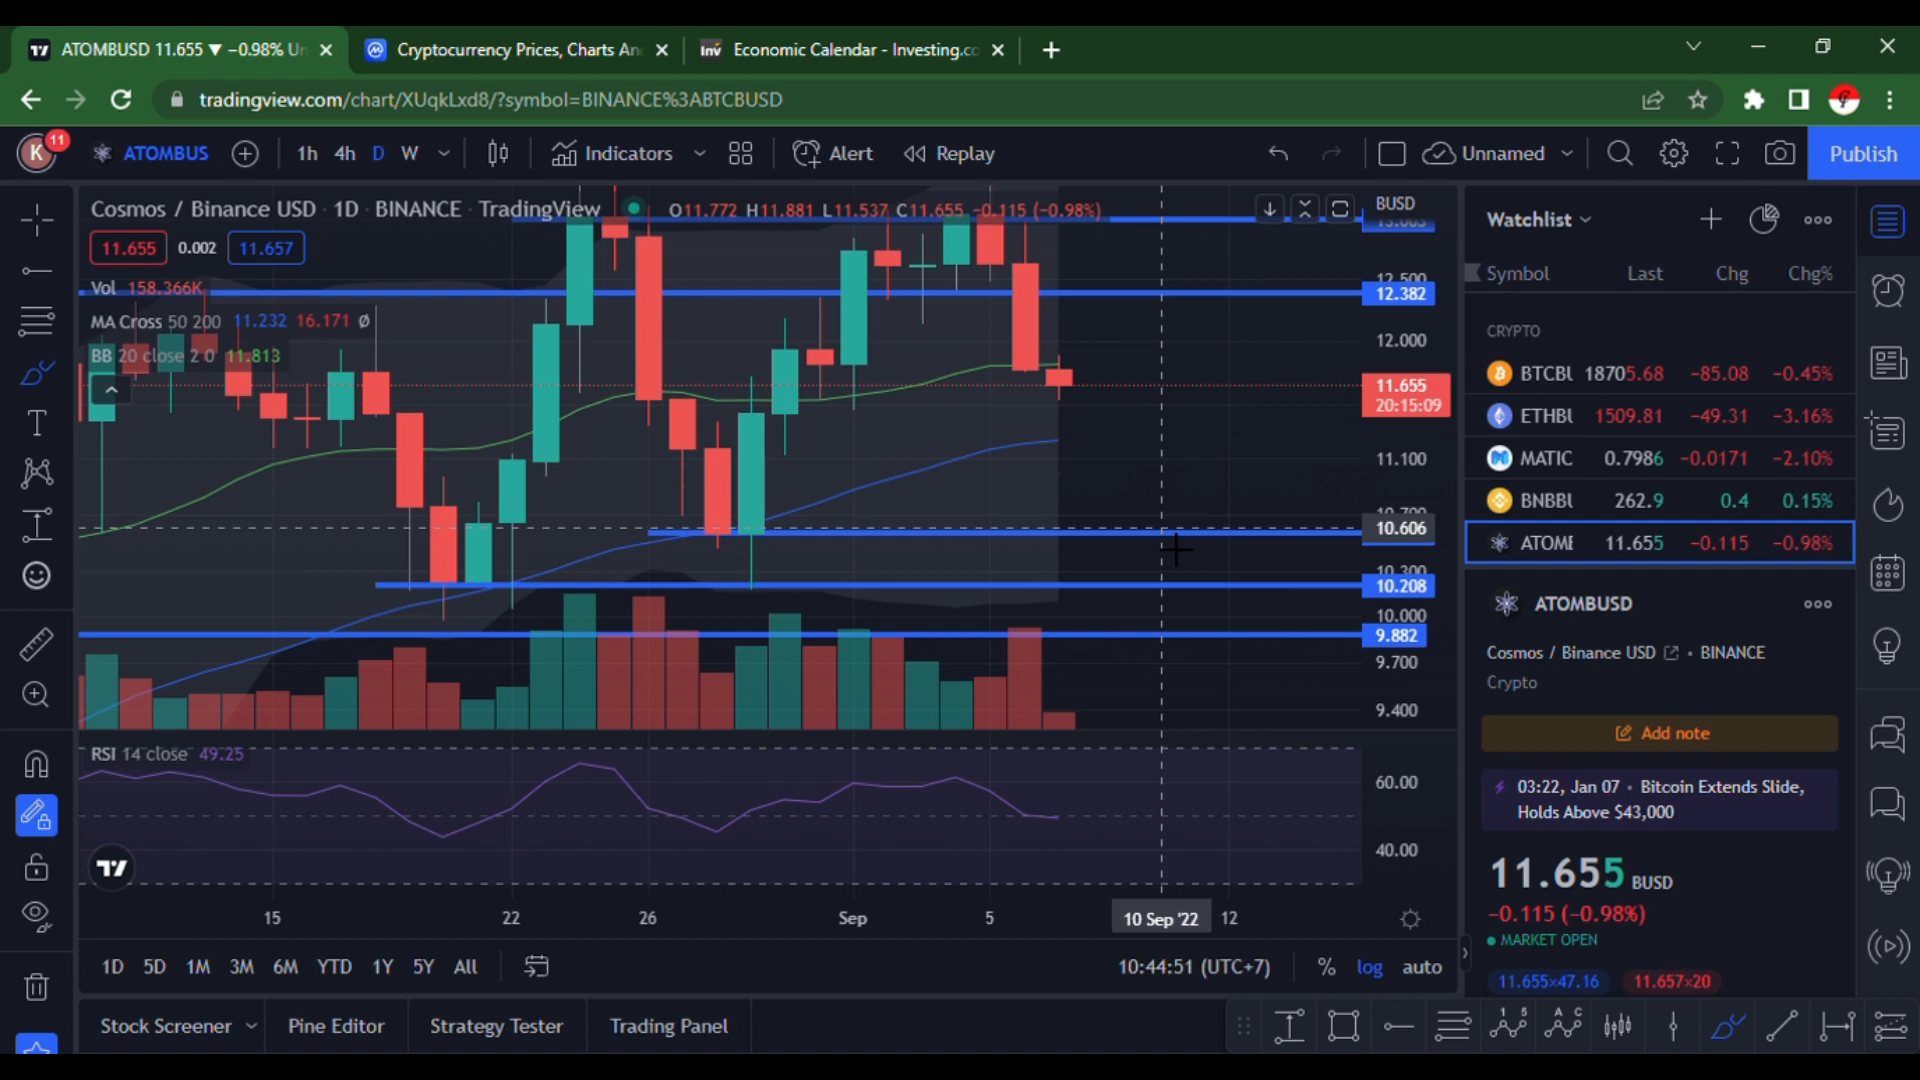 ATOMBUSD 11.655 ▼ −0.98% Un
Cryptocurrency Prices, Charts An
Inv Economic Calendar - Investing.co
tradingview.com/chart/XUqkLxd8/?symbol=BINANCE%3ABTCBUSD
K 11 ATOMBUS 1h 4h D W Indicators Alert Replay Unnamed Publish
Cosmos / Binance USD · 1D · BINANCE · TradingView O11.772 H11.881 L11.537 C11.655 −0.115 (−0.98%)
BUSD
11.655 0.002 11.657
Vol 158.366K
MA Cross 50 200 11.232 16.171 Ø
BB 20 close 2 0 11.813
12.500
12.382
12.000
11.655
20:15:09
11.100
10.606
10.208
10.000
9.882
9.700
9.400
RSI 14 close 49.25
60.00
40.00
15 22 26 Sep 5 10 Sep '22 12
1D 5D 1M 3M 6M YTD 1Y 5Y All
10:44:51 (UTC+7) % log auto
Stock Screener Pine Editor Strategy Tester Trading Panel
Watchlist
Symbol Last Chg Chg%
CRYPTO
BTCBU 18705.68 −85.08 −0.45%
ETHBU 1509.81 −49.31 −3.16%
MATIC 0.7986 −0.0171 −2.10%
BNBBU 262.9 0.4 0.15%
ATOME 11.655 −0.115 −0.98%
ATOMBUSD
Cosmos / Binance USD • BINANCE
Crypto
Add note
03:22, Jan 07 • Bitcoin Extends Slide,
Holds Above $43,000
11.655 BUSD
−0.115 (−0.98%)
MARKET OPEN
11.655×47.16 11.657×20